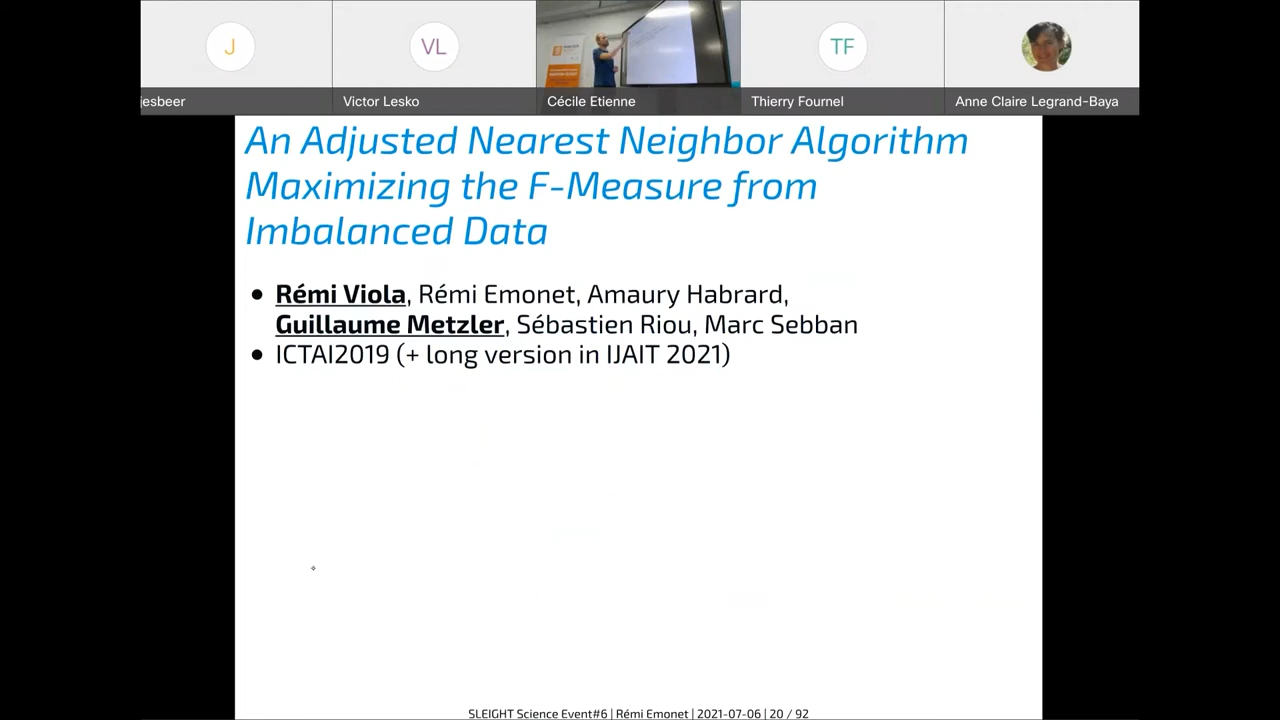 J
VL
TF
jesbeer
Victor Lesko
Cécile Etienne
Thierry Fournel
Anne Claire Legrand-Baya
An Adjusted Nearest Neighbor Algorithm
Maximizing the F-Measure from
Imbalanced Data
• Rémi Viola, Rémi Emonet, Amaury Habrard,
Guillaume Metzler, Sébastien Riou, Marc Sebban
• ICTAI2019 (+ long version in IJAIT 2021)
SLEIGHT Science Event#6 | Rémi Emonet | 2021-07-06 | 20 / 92